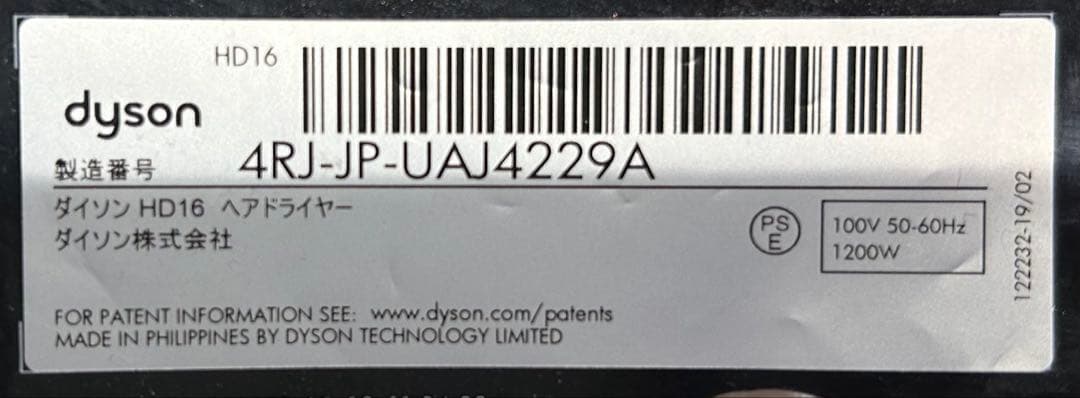 HD16
dyson
製造番号 4RJ-JP-UAJ4229A
ダイソン HD16 ヘアドライヤー
ダイソン株式会社
PS
E
100V 50-60Hz
1200W
122232-19/02
FOR PATENT INFORMATION SEE: www.dyson.com/patents
MADE IN PHILIPPINES BY DYSON TECHNOLOGY LIMITED